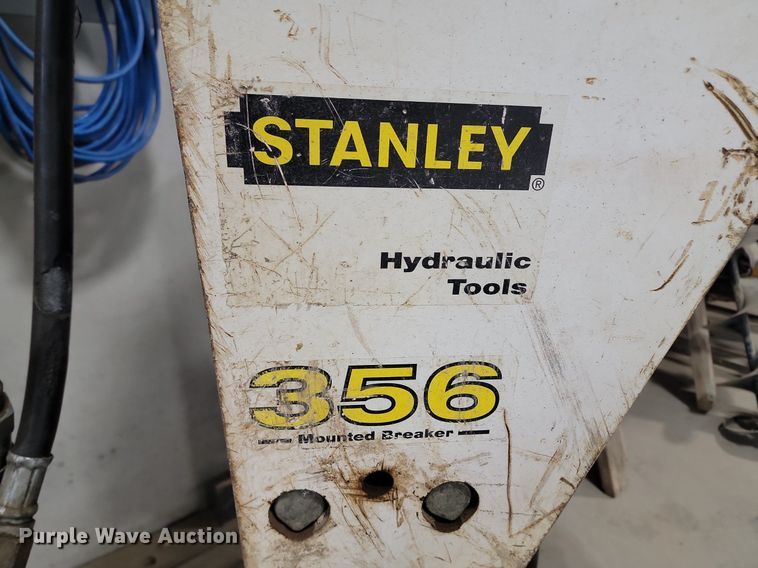 STANLEY®
Hydraulic
Tools
356
Mounted Breaker
Purple Wave Auction